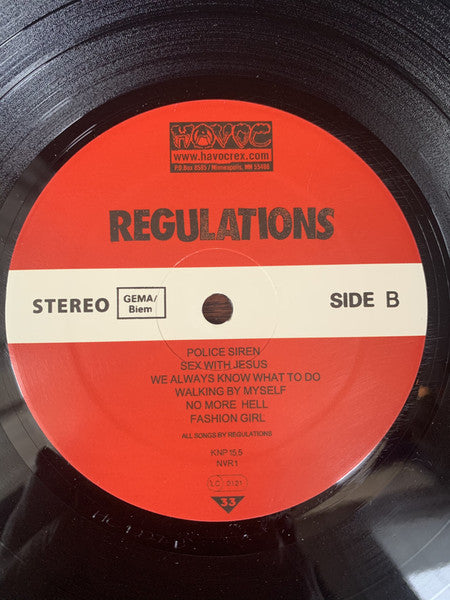 HAVOC
www.havocrex.com
P.O.Box 8585 / Minneapolis, MN 55408
REGULATIONS
STEREO GEMA/ Biem SIDE B
POLICE SIREN
SEX WITH JESUS
WE ALWAYS KNOW WHAT TO DO
WALKING BY MYSELF
NO MORE HELL
FASHION GIRL
ALL SONGS BY REGULATIONS
KNP 15,5
NVR1
LC 0121
33